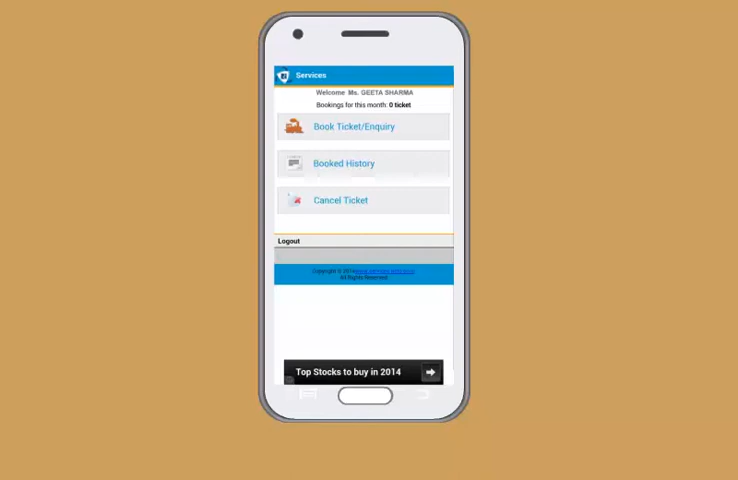 Services
Welcome Ms. GEETA SHARMA
Bookings for this month: 0 ticket
Book Ticket/Enquiry
Booked History
Cancel Ticket
Logout
Copyright © 2014
All Rights Reserved
Top Stocks to buy in 2014